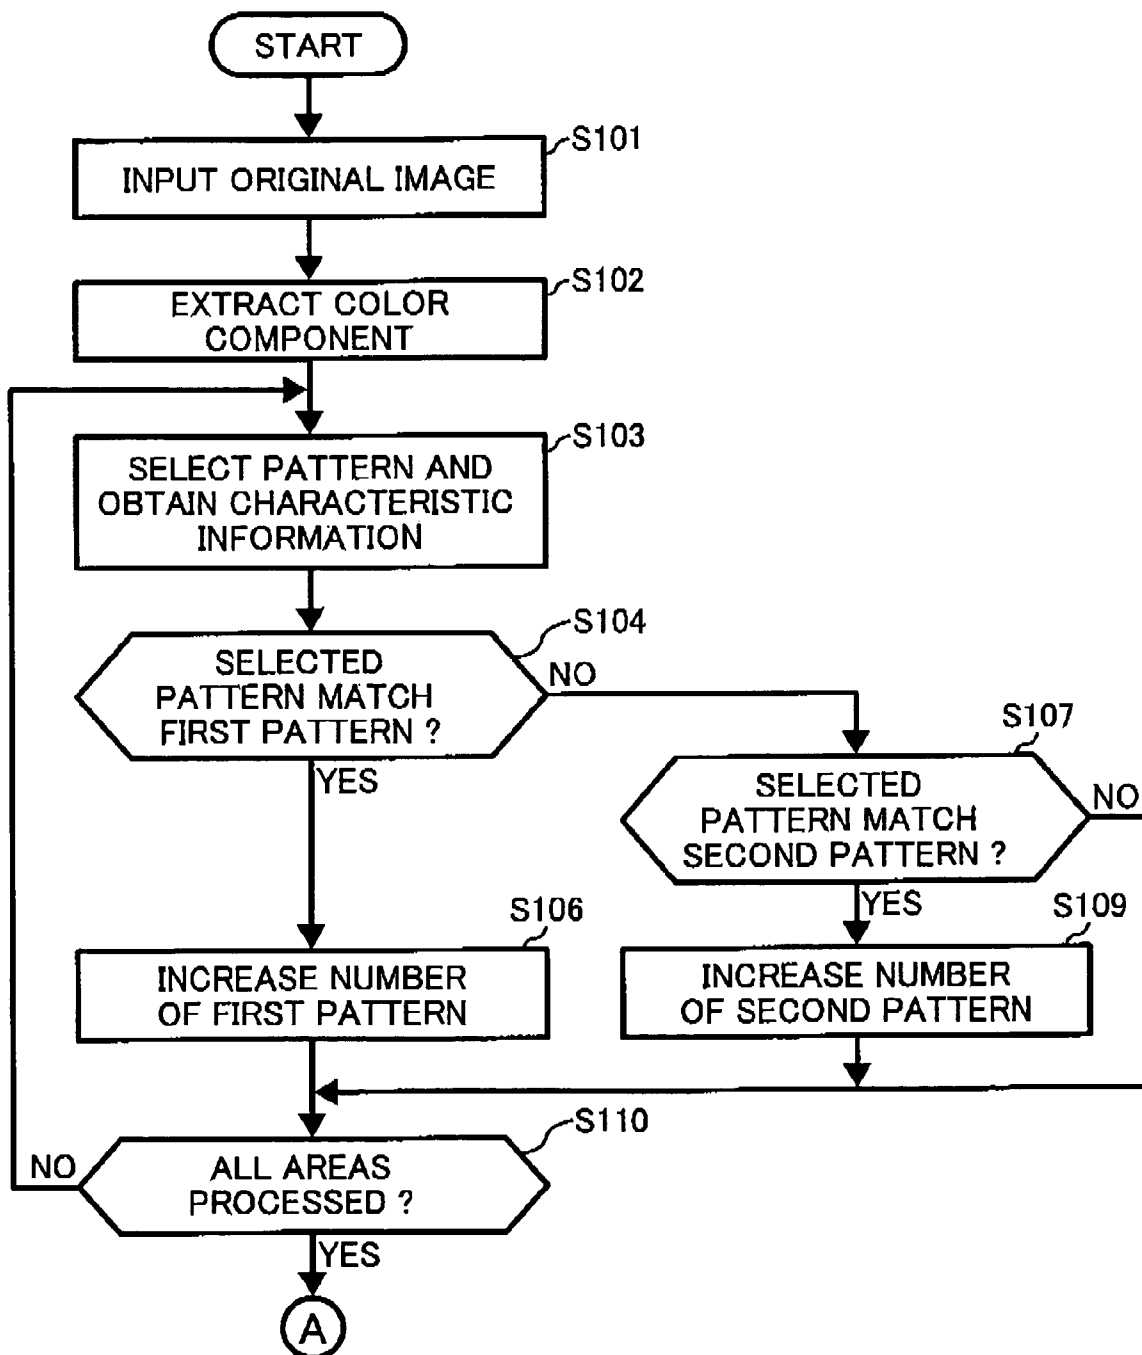 START
S101
INPUT ORIGINAL IMAGE
S102
EXTRACT COLOR
COMPONENT
S103
SELECT PATTERN AND
OBTAIN CHARACTERISTIC
INFORMATION
S104
SELECTED
PATTERN MATCH
FIRST PATTERN ?
NO
YES
S107
SELECTED
PATTERN MATCH
SECOND PATTERN ?
NO
YES
S106
INCREASE NUMBER
OF FIRST PATTERN
S109
INCREASE NUMBER
OF SECOND PATTERN
S110
ALL AREAS
PROCESSED ?
NO
YES
A